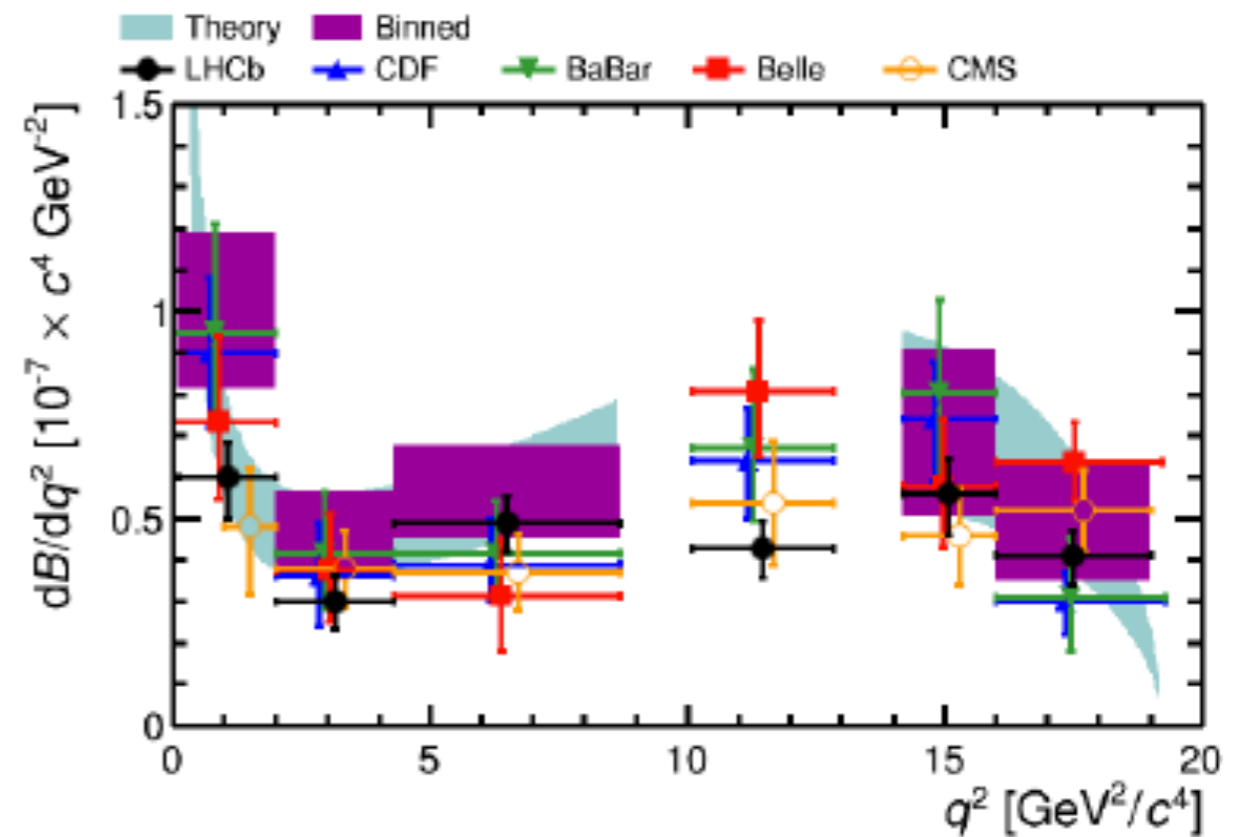 Theory Binned
LHCb CDF BaBar Belle CMS
dB/dq² [10⁻⁷ × c⁴ GeV⁻²]
1.5
1
0.5
0
0 5 10 15 20
q² [GeV²/c⁴]